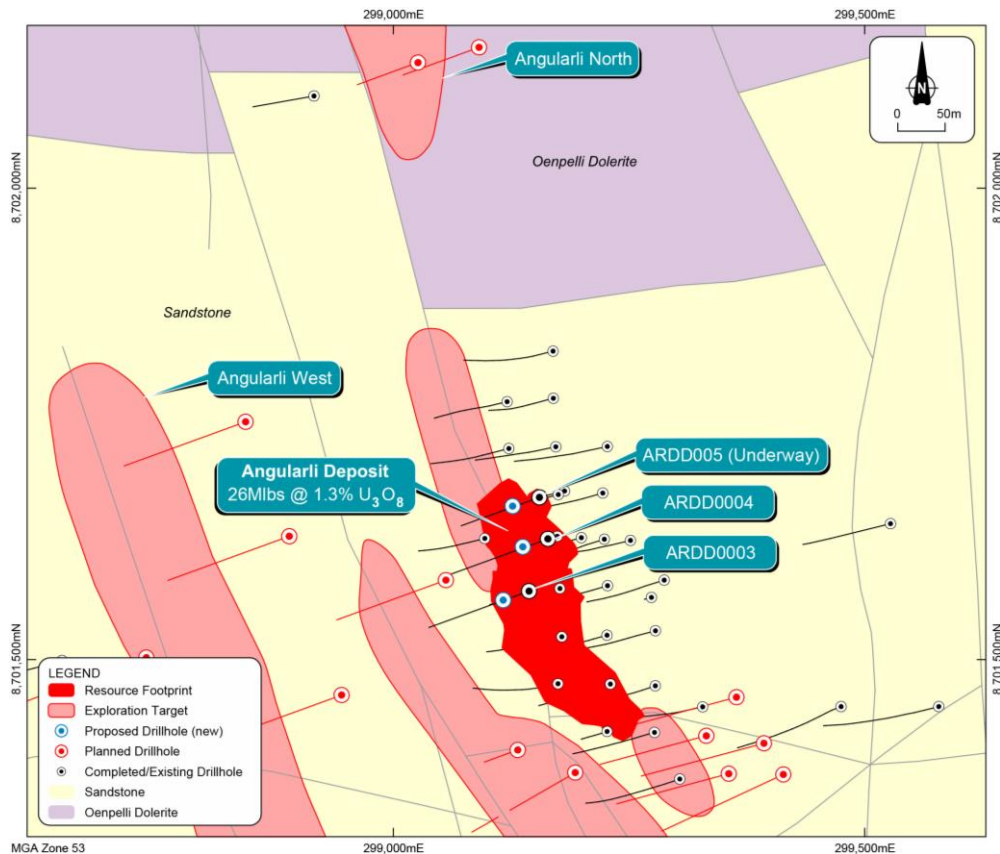 299,000mE
299,500mE
Angularli North
N
0 50m
Oenpelli Dolerite
8,702,000mN
8,702,000mN
Sandstone
Angularli West
Angularli Deposit
26Mlbs @ 1.3% U₃O₈
ARDD005 (Underway)
ARDD0004
ARDD0003
8,701,500mN
8,701,500mN
LEGEND
Resource Footprint
Exploration Target
Proposed Drillhole (new)
Planned Drillhole
Completed/Existing Drillhole
Sandstone
Oenpelli Dolerite
MGA Zone 53
299,000mE
299,500mE